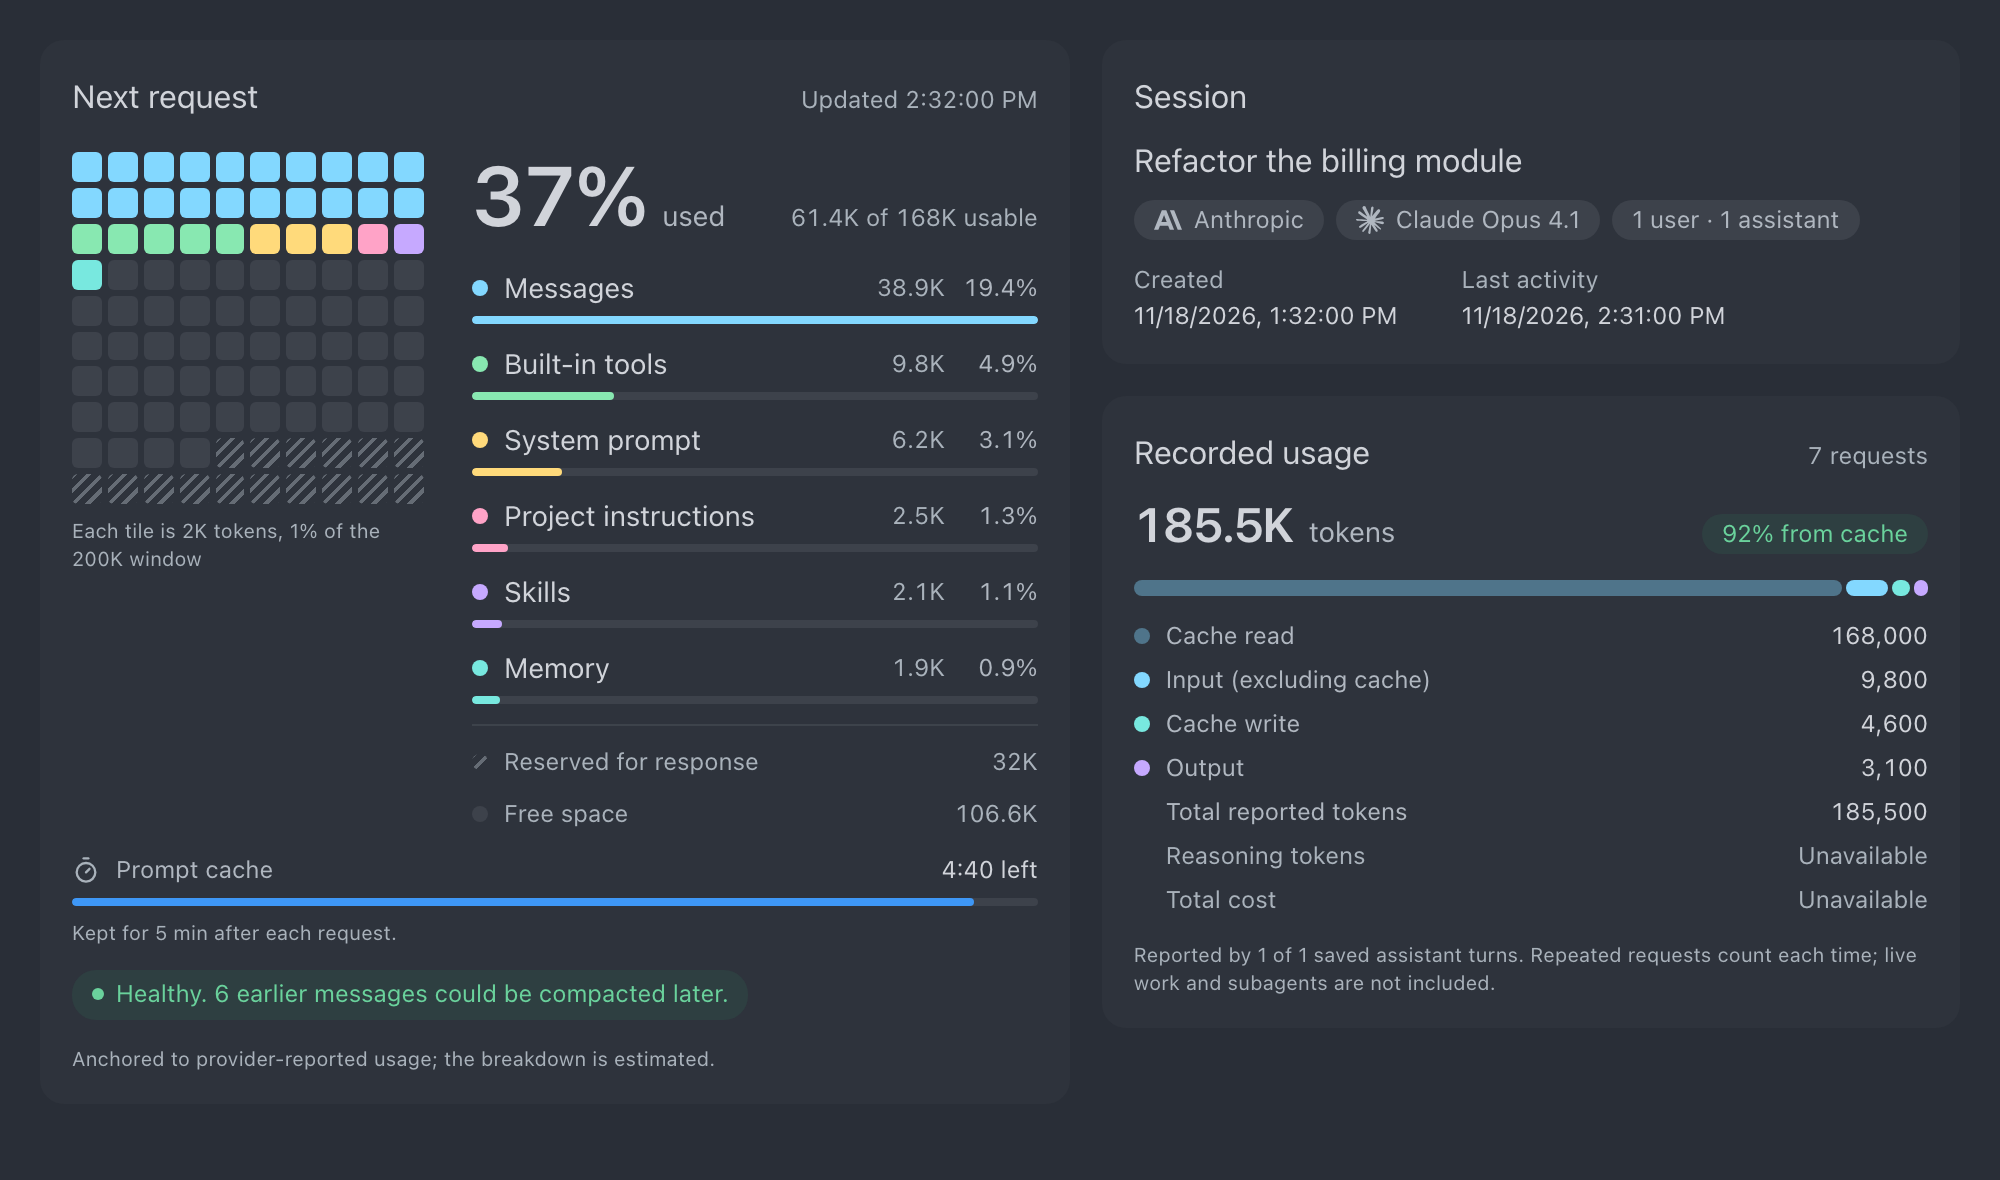 Next request
Updated 2:32:00 PM
37% used
61.4K of 168K usable
Messages 38.9K 19.4%
Built-in tools 9.8K 4.9%
System prompt 6.2K 3.1%
Project instructions 2.5K 1.3%
Skills 2.1K 1.1%
Memory 1.9K 0.9%
Reserved for response 32K
Free space 106.6K
Each tile is 2K tokens, 1% of the
200K window
Prompt cache 4:40 left
Kept for 5 min after each request.
Healthy. 6 earlier messages could be compacted later.
Anchored to provider-reported usage; the breakdown is estimated.
Session
Refactor the billing module
Anthropic Claude Opus 4.1 1 user · 1 assistant
Created Last activity
11/18/2026, 1:32:00 PM 11/18/2026, 2:31:00 PM
Recorded usage 7 requests
185.5K tokens 92% from cache
Cache read 168,000
Input (excluding cache) 9,800
Cache write 4,600
Output 3,100
Total reported tokens 185,500
Reasoning tokens Unavailable
Total cost Unavailable
Reported by 1 of 1 saved assistant turns. Repeated requests count each time; live
work and subagents are not included.